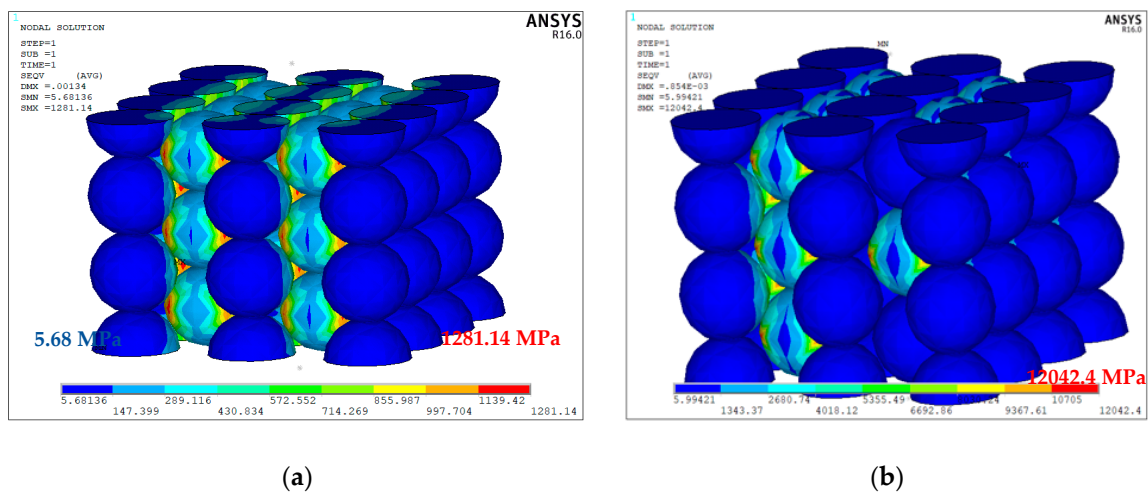 1
NODAL SOLUTION
STEP=1
SUB =1
TIME=1
SEQV (AVG)
DMX =.00134
SMN =5.68136
SMX =1281.14
ANSYS
R16.0
5.68 MPa
1281.14 MPa
5.68136 289.116 572.552 855.987 1139.42
147.399 430.834 714.269 997.704 1281.14
(a)
1
NODAL SOLUTION
STEP=1
SUB =1
TIME=1
SEQV (AVG)
DMX =.854E-03
SMN =5.99421
SMX =12042.4
MN
ANSYS
R16.0
12042.4 MPa
5.99421 2680.74 5355.49 10705
1343.37 4018.12 6692.86 9367.61 12042.4
(b)